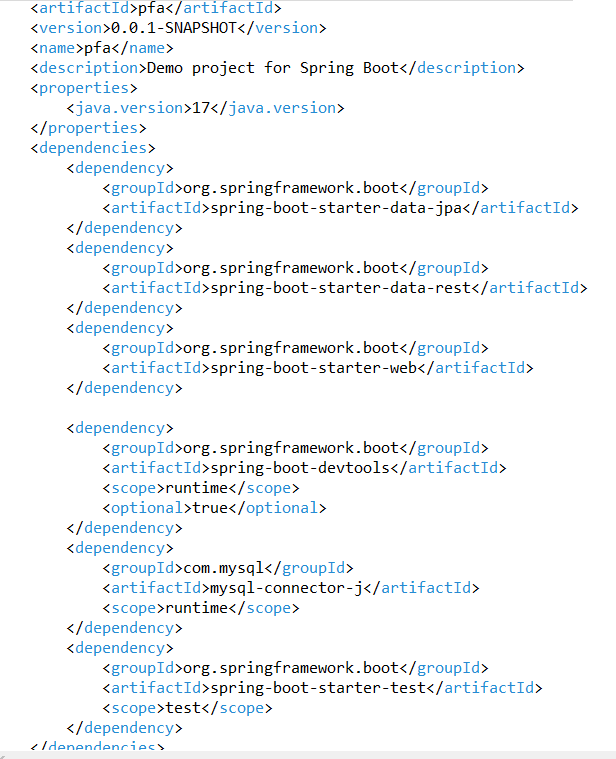 <artifactId>pfa</artifactId>
<version>0.0.1-SNAPSHOT</version>
<name>pfa</name>
<description>Demo project for Spring Boot</description>
<properties>
<java.version>17</java.version>
</properties>
<dependencies>
<dependency>
<groupId>org.springframework.boot</groupId>
<artifactId>spring-boot-starter-data-jpa</artifactId>
</dependency>
<dependency>
<groupId>org.springframework.boot</groupId>
<artifactId>spring-boot-starter-data-rest</artifactId>
</dependency>
<dependency>
<groupId>org.springframework.boot</groupId>
<artifactId>spring-boot-starter-web</artifactId>
</dependency>
<dependency>
<groupId>org.springframework.boot</groupId>
<artifactId>spring-boot-devtools</artifactId>
<scope>runtime</scope>
<optional>true</optional>
</dependency>
<dependency>
<groupId>com.mysql</groupId>
<artifactId>mysql-connector-j</artifactId>
<scope>runtime</scope>
</dependency>
<dependency>
<groupId>org.springframework.boot</groupId>
<artifactId>spring-boot-starter-test</artifactId>
<scope>test</scope>
</dependency>
</dependencies>